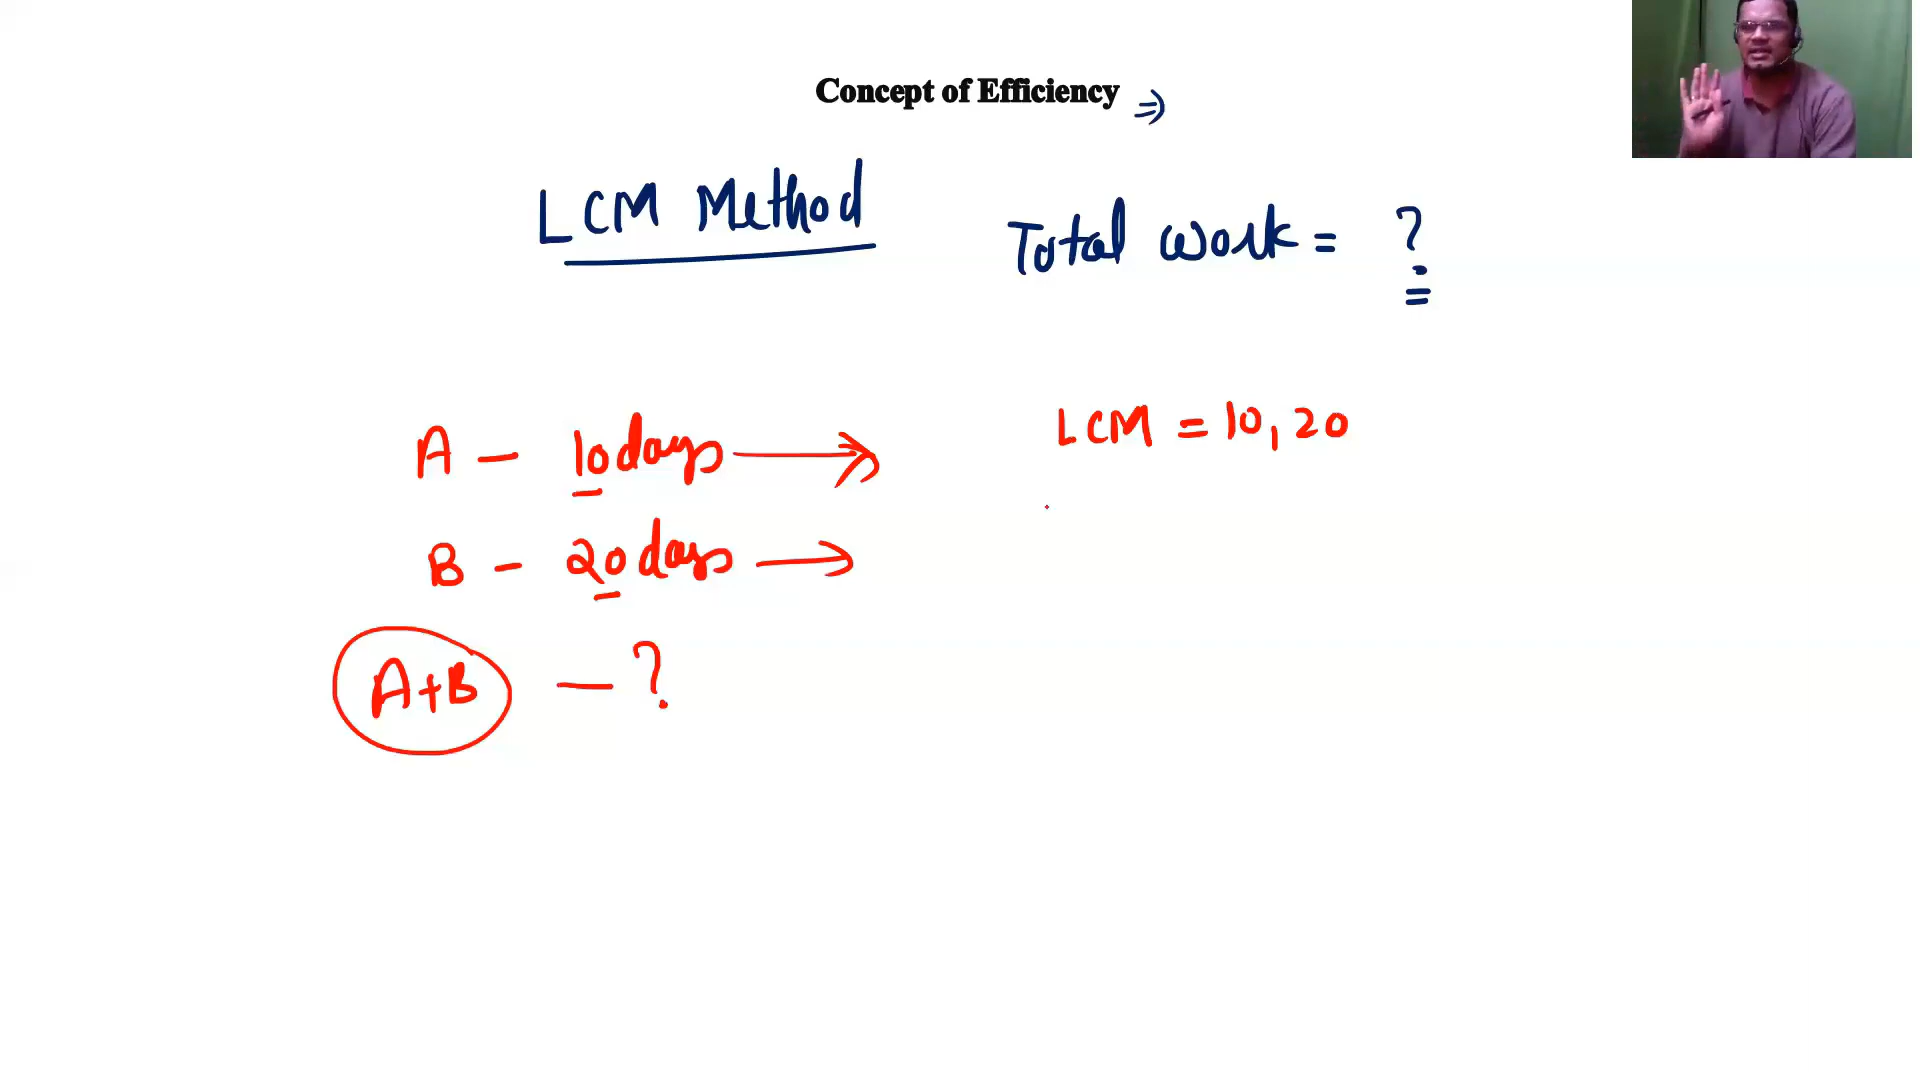 Concept of Efficiency ⇒
LCM Method
Total work = ?
A - 10 days →
LCM = 10, 20
B - 20 days →
A+B - ?